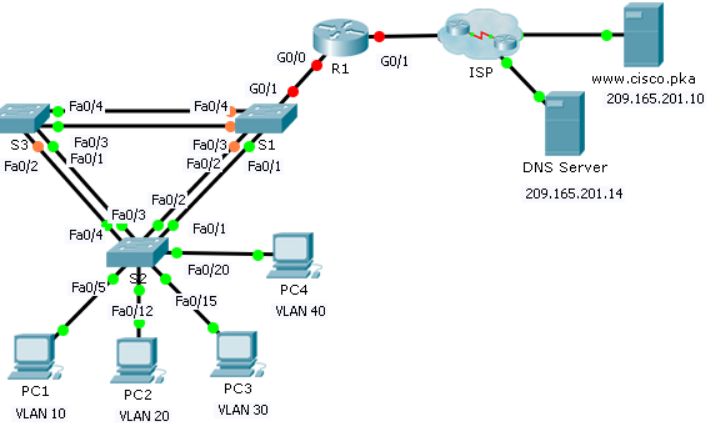 G0/0
R1
G0/1
ISP
www.cisco.pka
209.165.201.10
G0/1
Fa0/4
Fa0/4
S3
Fa0/3
Fa0/3
S1
Fa0/2
Fa0/1
Fa0/2
Fa0/1
DNS Server
209.165.201.14
Fa0/2
Fa0/3
Fa0/4
Fa0/1
S2
Fa0/20
PC4
VLAN 40
Fa0/5
Fa0/12
Fa0/15
PC1
VLAN 10
PC2
VLAN 20
PC3
VLAN 30